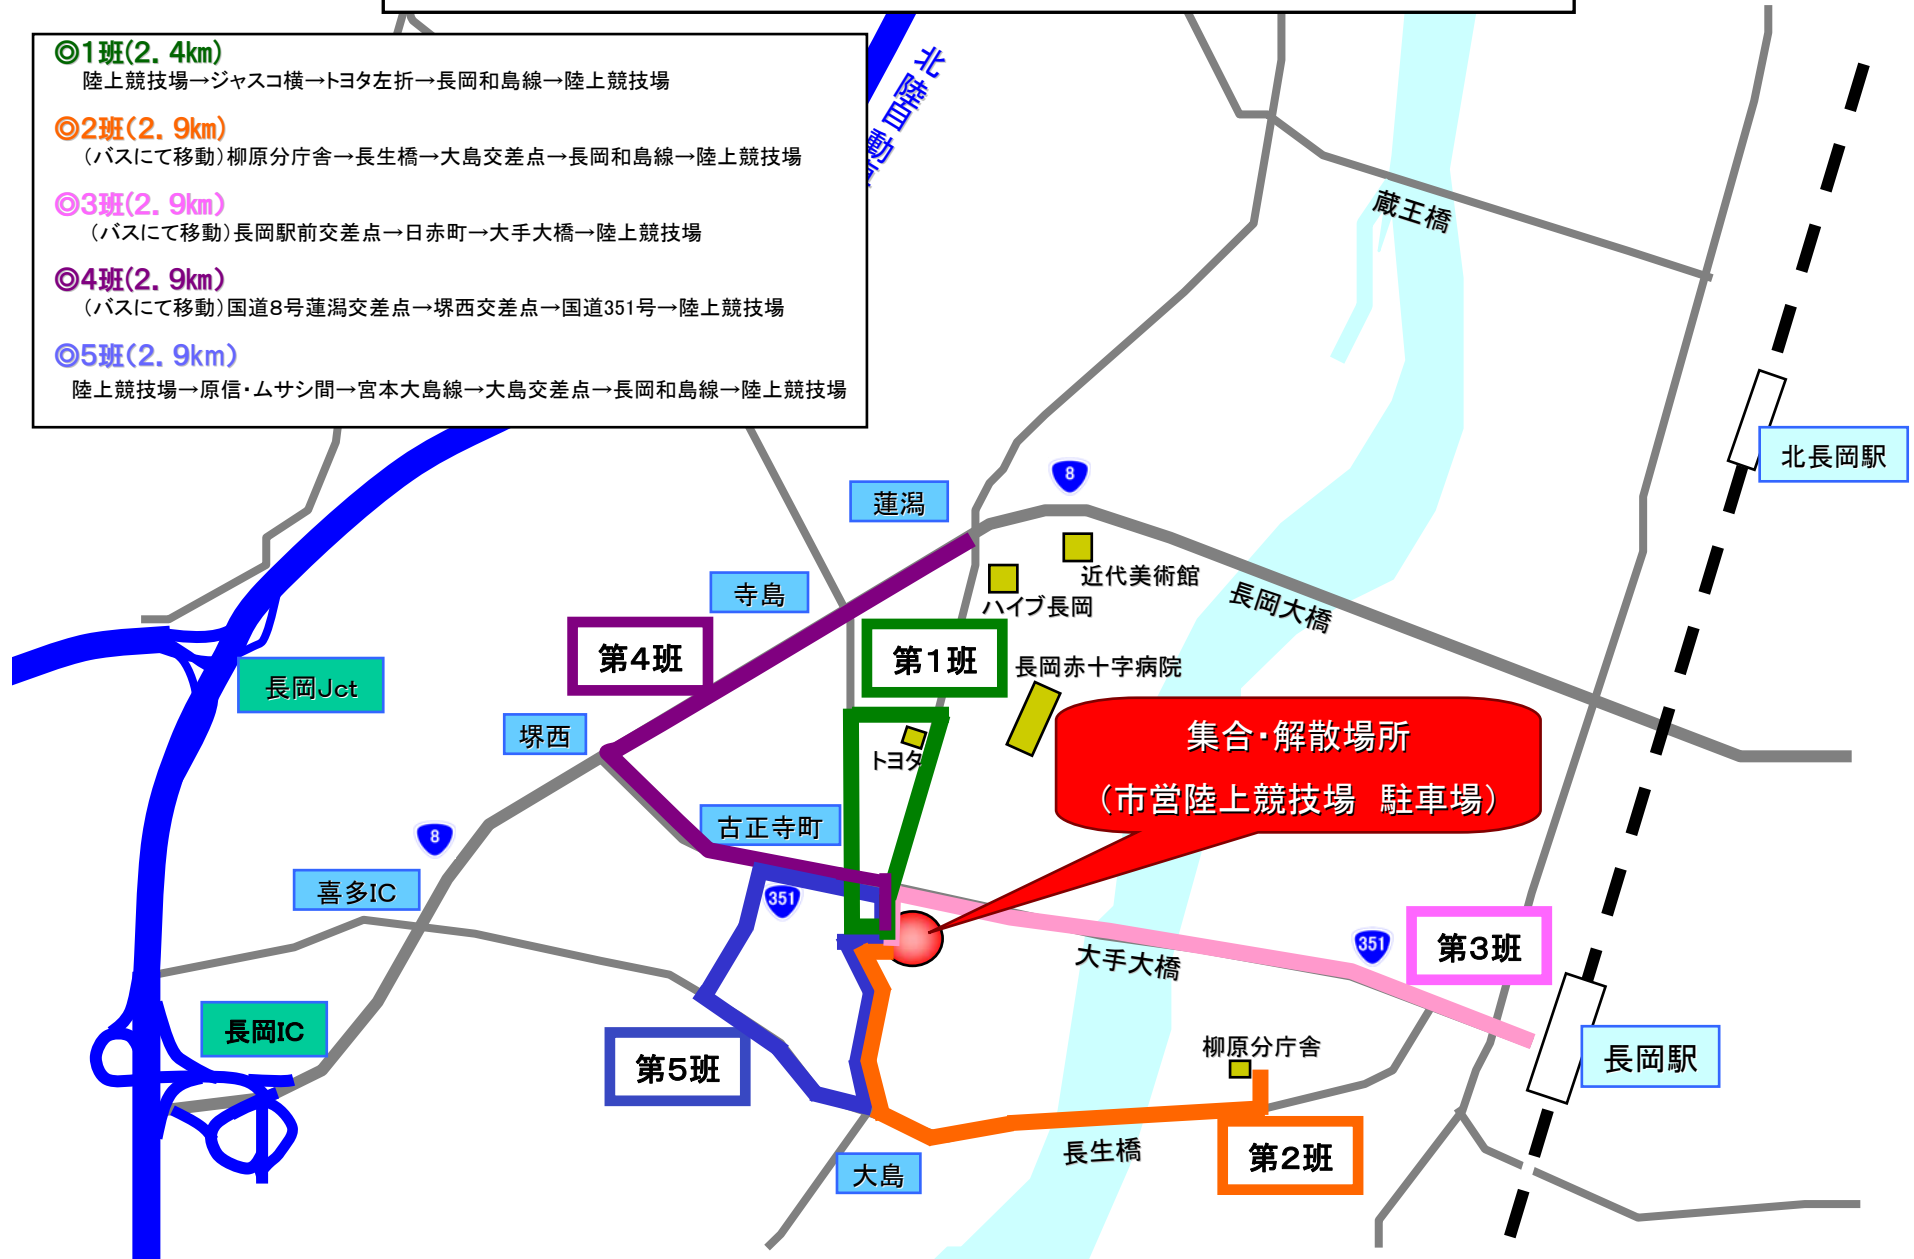 ◎1班(2．4km)
陸上競技場→ジャスコ横→トヨタ左折→長岡和島線→陸上競技場
◎2班(2．9km)
（バスにて移動）柳原分庁舎→長生橋→大島交差点→長岡和島線→陸上競技場
◎3班(2．9km)
（バスにて移動）長岡駅前交差点→日赤町→大手大橋→陸上競技場
◎4班(2．9km)
（バスにて移動）国道8号蓮潟交差点→堺西交差点→国道351号→陸上競技場
◎5班(2．9km)
陸上競技場→原信・ムサシ間→宮本大島線→大島交差点→長岡和島線→陸上競技場
北陸自動
蔵王橋
北長岡駅
8
蓮潟
近代美術館
寺島
ハイブ長岡
長岡大橋
第4班
第1班
長岡赤十字病院
長岡Jct
堺西
トヨタ
集合・解散場所
（市営陸上競技場　駐車場）
古正寺町
8
喜多IC
351
351
第3班
大手大橋
長岡IC
柳原分庁舎
長岡駅
第5班
長生橋
第2班
大島